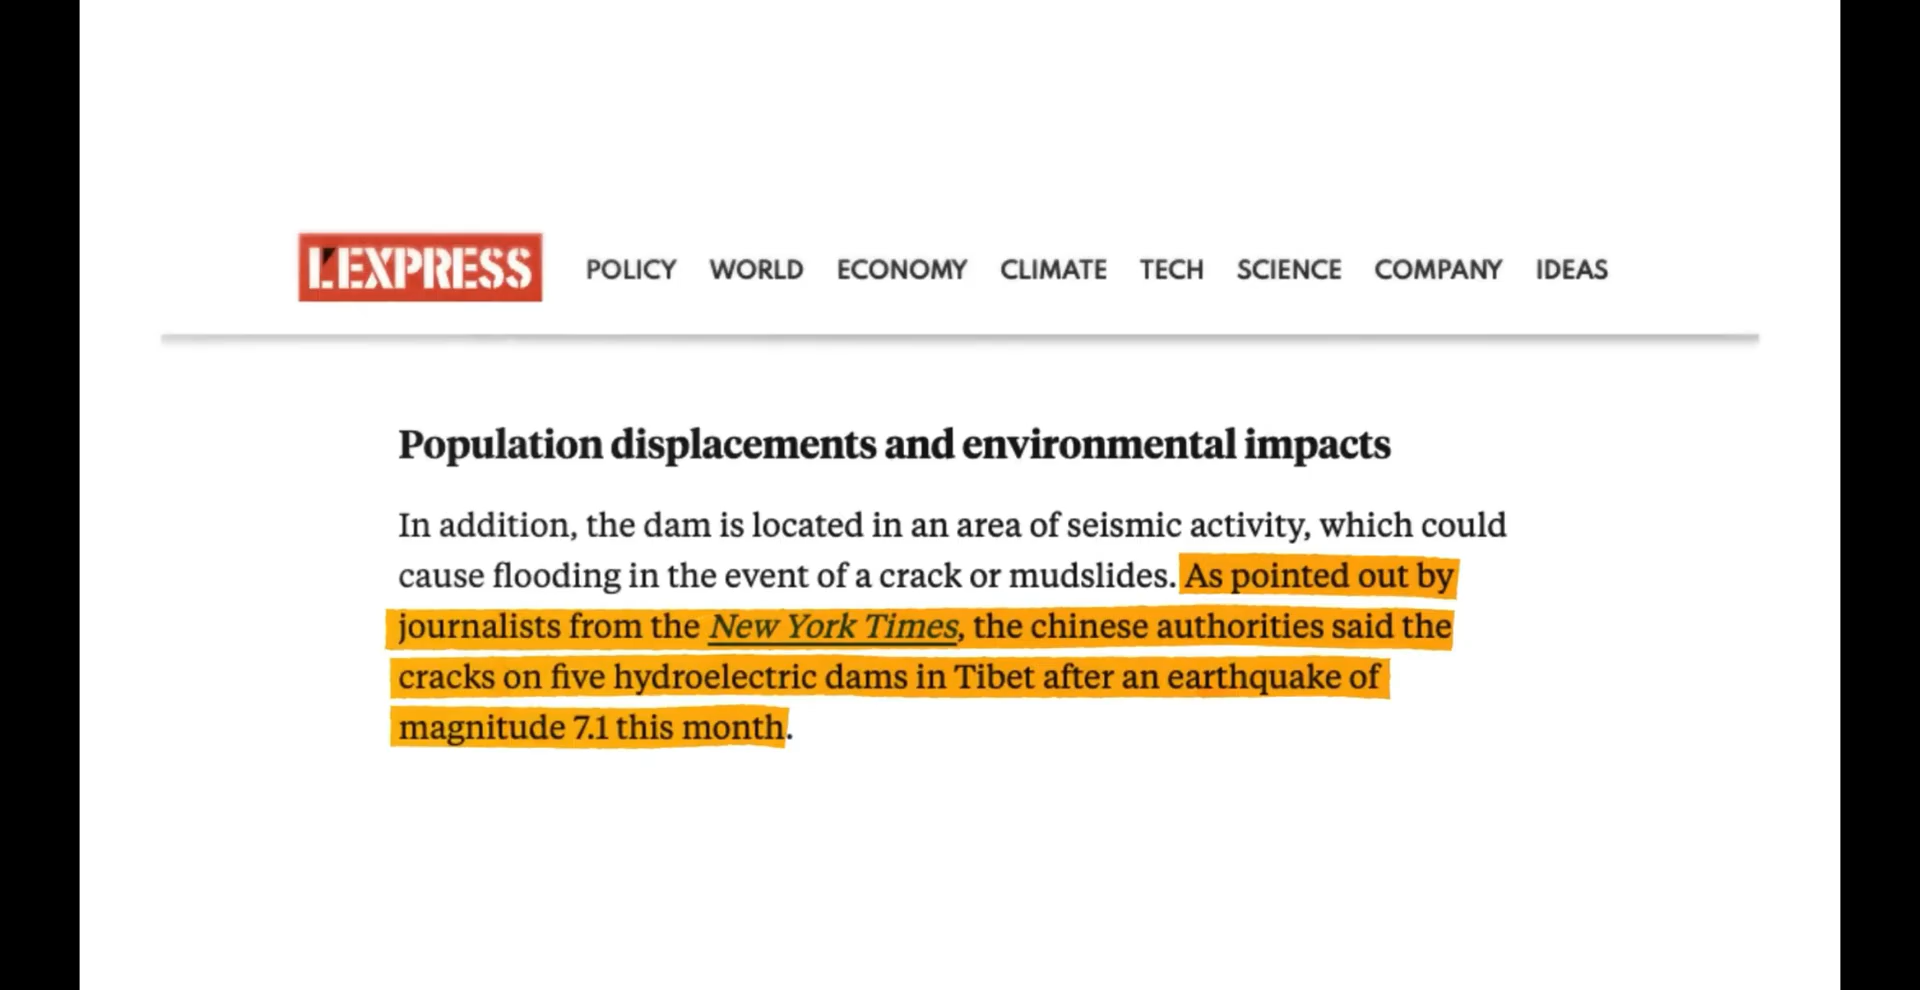 L'EXPRESS POLICY WORLD ECONOMY CLIMATE TECH SCIENCE COMPANY IDEAS
Population displacements and environmental impacts
In addition, the dam is located in an area of seismic activity, which could
cause flooding in the event of a crack or mudslides. As pointed out by
journalists from the New York Times, the chinese authorities said the
cracks on five hydroelectric dams in Tibet after an earthquake of
magnitude 7.1 this month.